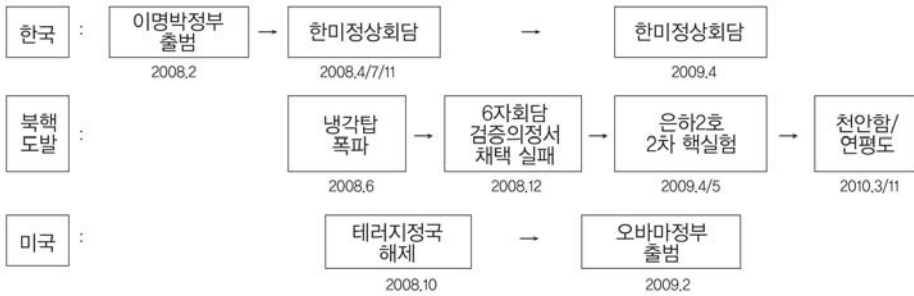 한국 :
이명박정부
출범
→
한미정상회담
→
한미정상회담
2008.2
2008.4/7/11
2009.4
북핵
도발
:
냉각탑
폭파
→
6자회담
검증의정서
채택 실패
→
은하2호
2차 핵실험
→
천안함/
연평도
2008.6
2008.12
2009.4/5
2010.3/11
미국 :
테러지정국
해제
→
오바마정부
출범
2008.10
2009.2